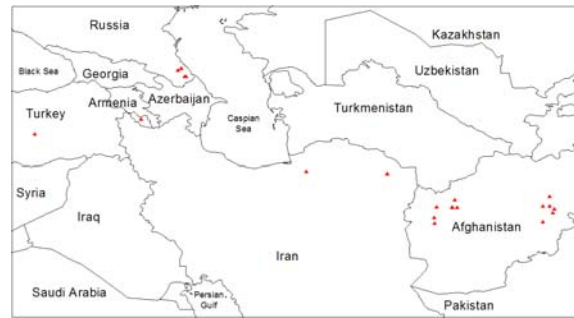 Russia
Kazakhstan
Black Sea
Georgia
Uzbekistan
Armenia
Azerbaijan
Turkey
Turkmenistan
Caspian
Sea
Syria
Iraq
Afghanistan
Iran
Saudi Arabia
Persian
Gulf
Pakistan